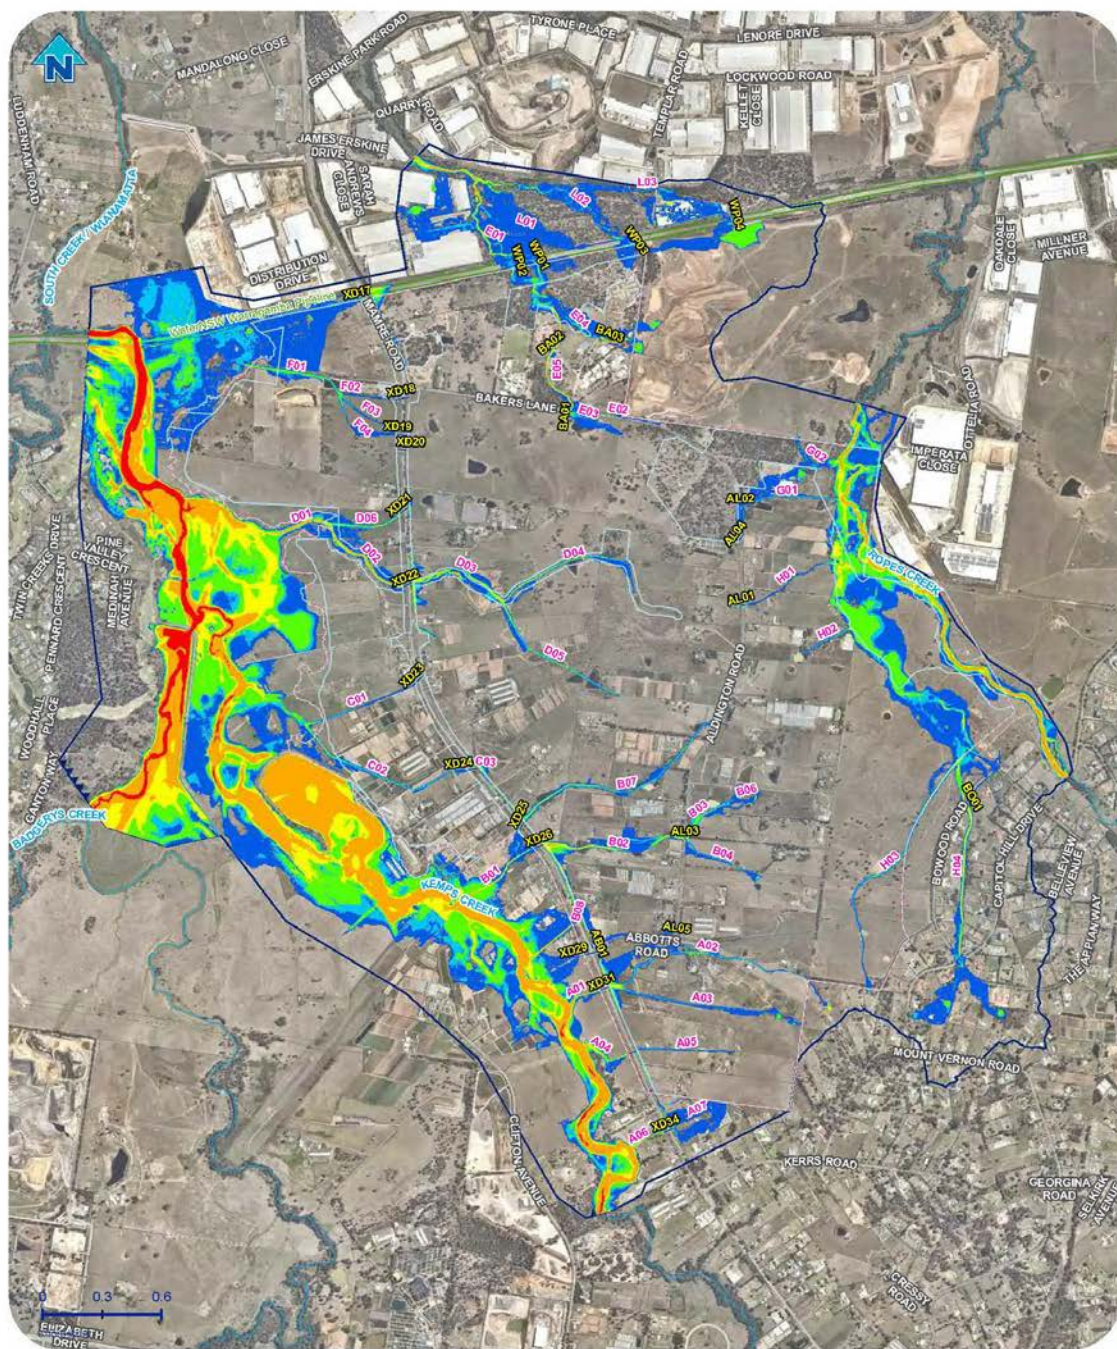 TYRONE PLACE
LENORE DRIVE
ERSKINE PARK ROAD
MANDALONG CLOSE
N
LOCKWOOD ROAD
TEMPLAR ROAD
KELLET
CLOSE
QUARRY ROAD
LUDDENHAM ROAD
JAMES ERSKINE
DRIVE
SARAH
ANDREWS
CLOSE
L03
L02
L01
E01
WP04
WP03
WP01
WP02
OAKDALE
CLOSE
MILLNER
AVENUE
SOUTH CREEK / WIANAMATTA
DISTRIBUTION
DRIVE
XD17
WaterNSW Warragamba Pipeline
MAMRE ROAD
E04
BA03
BA02
E05
F01
F02
XD18
BAKERS LANE
BA01
E03
E02
F03
F04
XD19
XD20
OTTELIA ROAD
IMPERATA
CLOSE
G02
G01
AL02
AL04
XD21
D01
D06
D02
XD22
D03
D04
D05
H01
AL01
H02
ROPES CREEK
TWIN CREEKS DRIVE
PENNARD CRESCENT
PINE
VALLEY
CRESCENT
MEDINAH
AVENUE
XD23
C01
ALDINGTON ROAD
WOODHALL
PLACE
GANTON WAY
C02
XD24
C03
B07
B06
B03
XD25
XD26
AL03
B02
B04
B01
BADGERYS CREEK
KEMPS CREEK
BO01
BOWOOD ROAD
H03
H04
CAPITOL HILL DRIVE
BELLEVIEW
AVENUE
THE APPIAN WAY
B08
AB01
AL05
ABBOTTS
ROAD
A02
XD29
XD31
A01
A03
A04
A05
MOUNT VERNON ROAD
A07
A06
XD34
CLIFTON AVENUE
KERRS ROAD
GEORGINA
ROAD
SELKIRK
AVENUE
CRESSY
ROAD
0 0.3 0.6
ELIZABETH
DRIVE